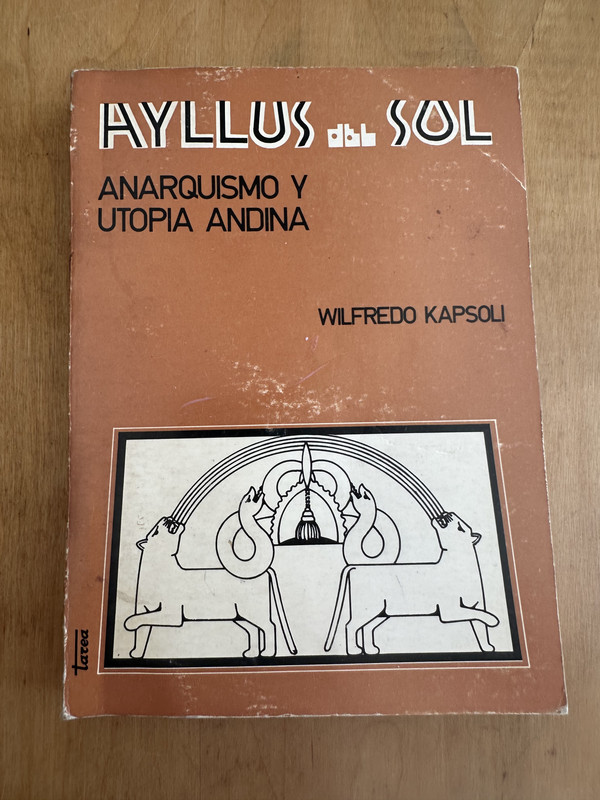 AYLLUS del SOL
ANARQUISMO Y
UTOPIA ANDINA
WILFREDO KAPSOLI
tarea